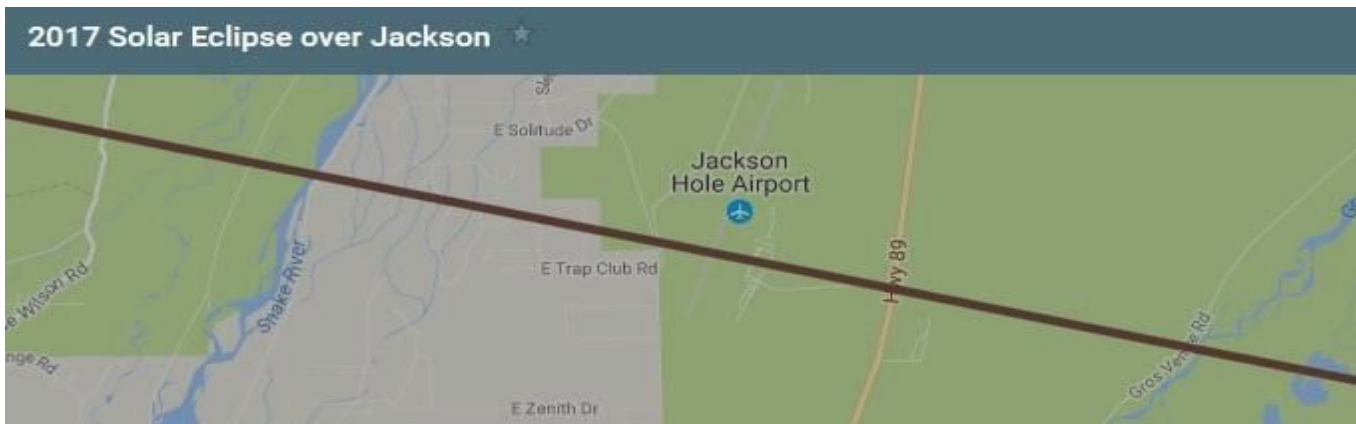 2017 Solar Eclipse over Jackson
E Solitude Dr
Jackson
Hole Airport
Hwy 89
E Trap Club Rd
Snake River
Wilson Rd
Gros Ventre Rd
E Zenith Dr